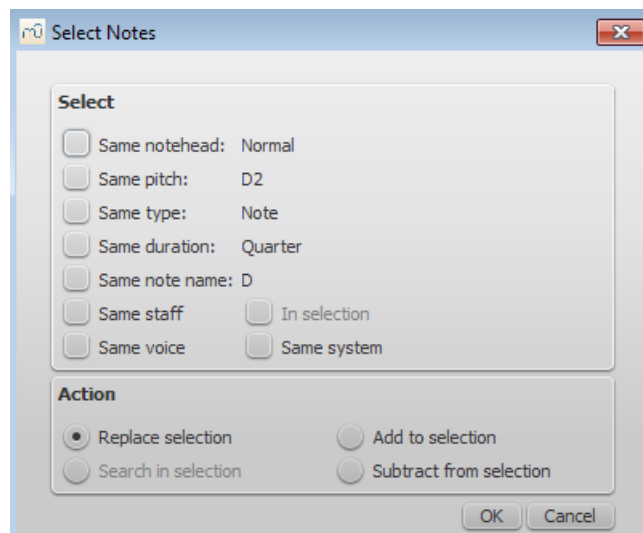 mû Select Notes
Select
Same notehead: Normal
Same pitch: D2
Same type: Note
Same duration: Quarter
Same note name: D
Same staff In selection
Same voice Same system
Action
Replace selection Add to selection
Search in selection Subtract from selection
OK Cancel